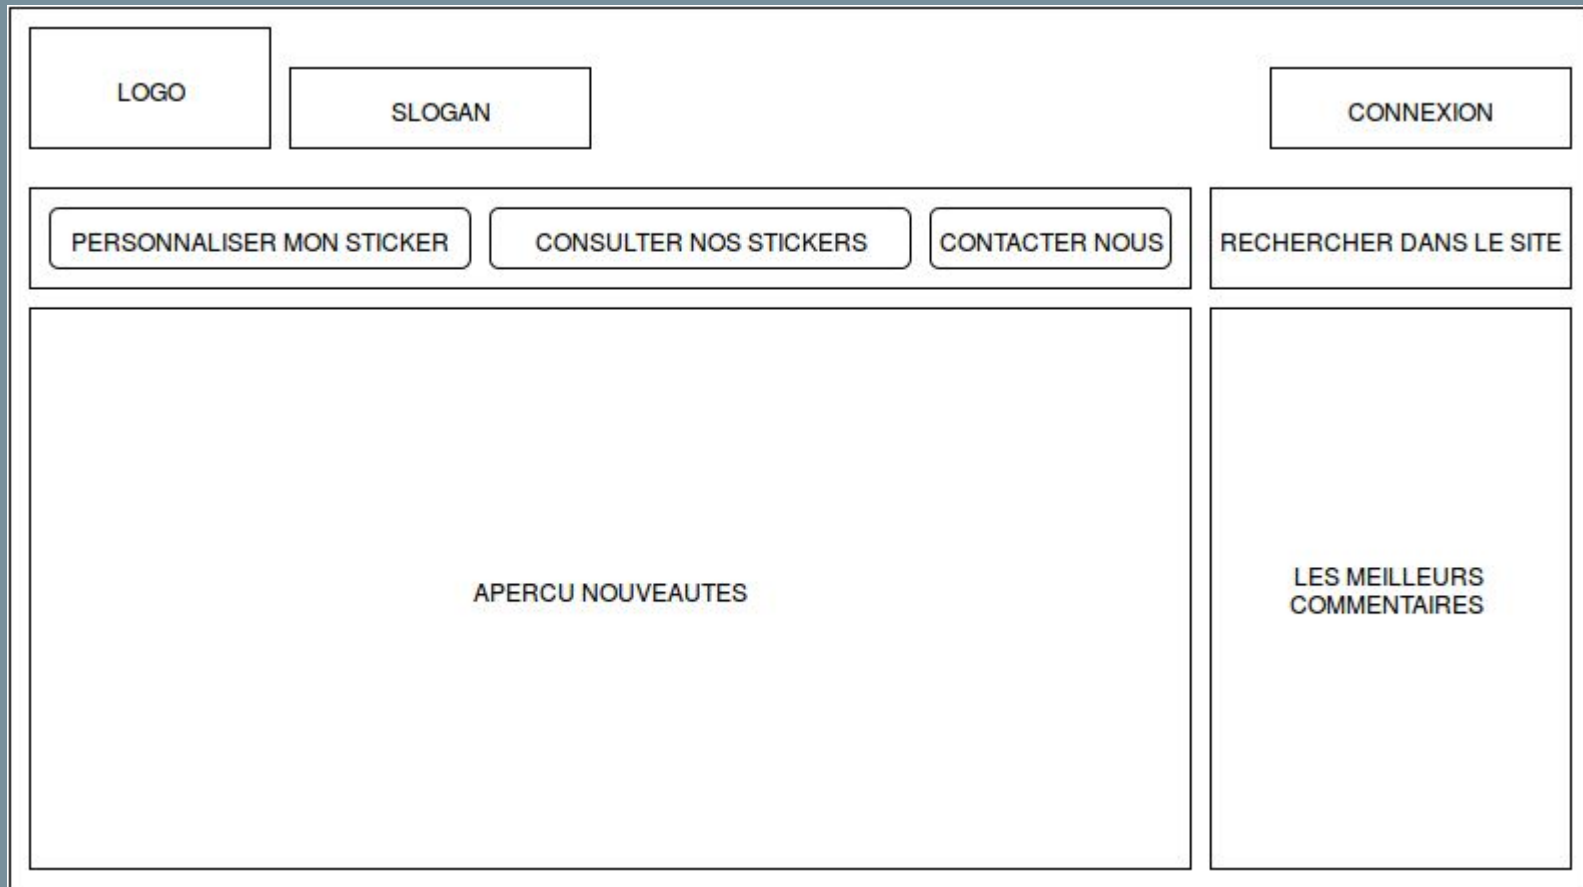 LOGO
SLOGAN
CONNEXION
PERSONNALISER MON STICKER
CONSULTER NOS STICKERS
CONTACTER NOUS
RECHERCHER DANS LE SITE
APERCU NOUVEAUTES
LES MEILLEURS
COMMENTAIRES